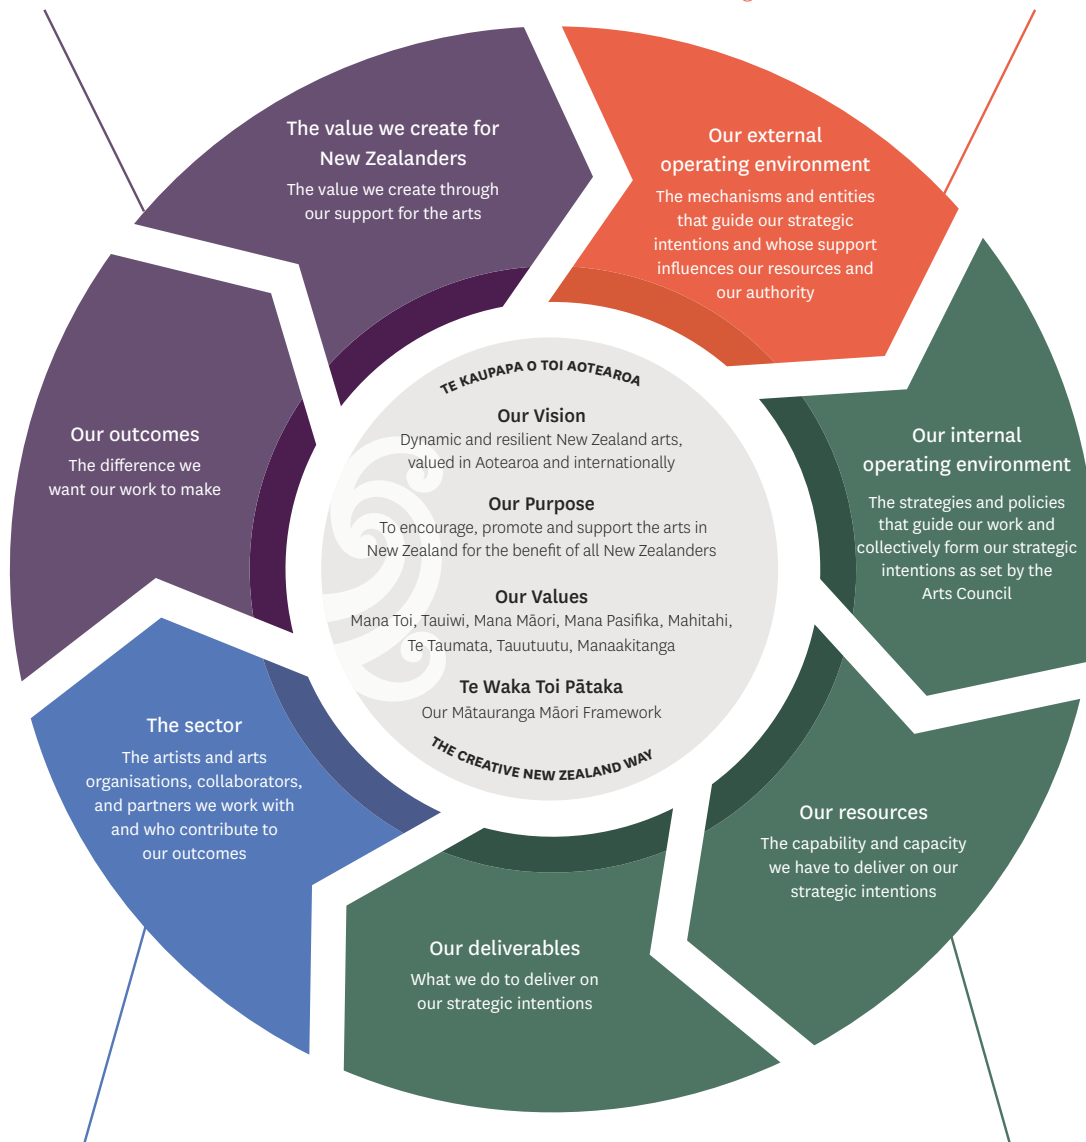 The value we create for
New Zealanders
The value we create through
our support for the arts
Our external
operating environment
The mechanisms and entities
that guide our strategic
intentions and whose support
influences our resources and
our authority
Our internal
operating environment
The strategies and policies
that guide our work and
collectively form our strategic
intentions as set by the
Arts Council
Our resources
The capability and capacity
we have to deliver on our
strategic intentions
Our deliverables
What we do to deliver on
our strategic intentions
The sector
The artists and arts
organisations, collaborators,
and partners we work with
and who contribute to
our outcomes
Our outcomes
The difference we
want our work to make
TE KAUPAPA O TOI AOTEAROA
Our Vision
Dynamic and resilient New Zealand arts,
valued in Aotearoa and internationally
Our Purpose
To encourage, promote and support the arts in
New Zealand for the benefit of all New Zealanders
Our Values
Mana Toi, Tauiwi, Mana Māori, Mana Pasifika, Mahitahi,
Te Taumata, Tautuutu, Manaakitanga
Te Waka Toi Pātaka
Our Mātauranga Māori Framework
THE CREATIVE NEW ZEALAND WAY